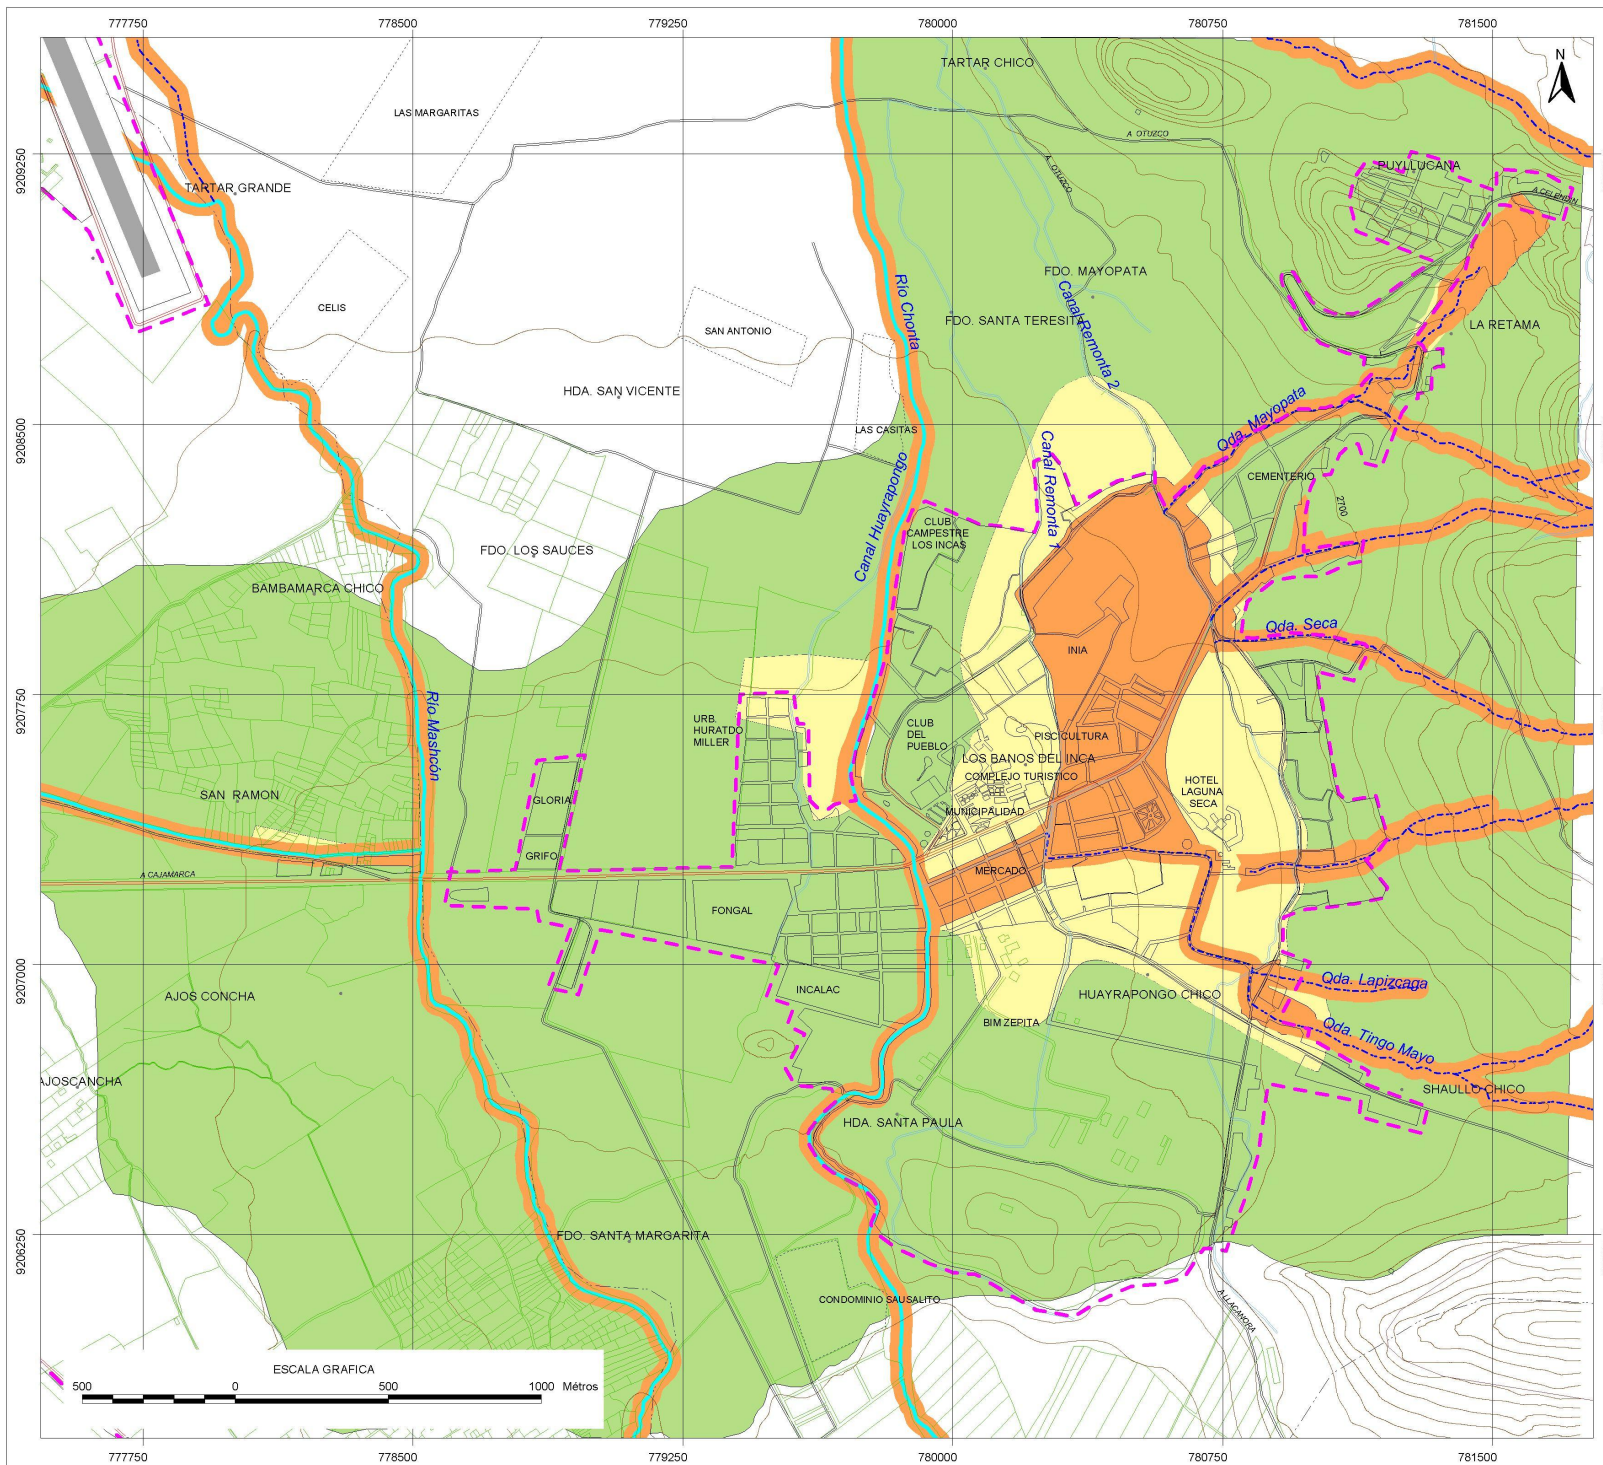 777750 778500 779250 780000 780750 781500
N
TARTAR CHICO
LAS MARGARITAS
A. OTUZCO
A. OTUZCO
9209250
PUYLLUCANA
TARTAR GRANDE
A CELENDIN
FDO. MAYOPATA
Río Chonta
Canal Remonta 2
CELIS
SAN ANTONIO
FDO. SANTA TERESITA
LA RETAMA
HDA. SAN VICENTE
Qda. Mayopata
9208500
LAS CASITAS
Canal Remonta 1
Canal Huayrapongo
CEMENTERIO
2700
CLUB
CAMPESTRE
LOS INCAS
FDO. LOS SAUCES
BAMBAMARCA CHICO
Qda. Seca
INIA
9207750
Río Mashcón
URB.
HURATDO
MILLER
CLUB
DEL
PUEBLO
PISCICULTURA
LOS BANOS DEL INCA
COMPLEJO TURISTICO
HOTEL
LAGUNA
SECA
SAN RAMON
GLORIA
MUNICIPALIDAD
GRIFO
A CAJAMARCA
MERCADO
FONGAL
9207000
INCALAC
Qda. Lapizcaga
AJOS CONCHA
HUAYRAPONGO CHICO
BIM ZEPITA
Qda. Tingo Mayo
AJOSCANCHA
SHAULLO CHICO
HDA. SANTA PAULA
FDO. SANTA MARGARITA
9206250
CONDOMINIO SAUSALITO
A LLACANORA
ESCALA GRAFICA
500 0 500 1000 Métros
777750 778500 779250 780000 780750 781500